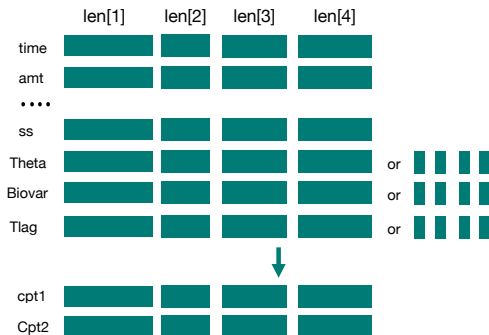 len[1] len[2] len[3] len[4]
time
amt
....
ss
Theta or
Biovar or
Tlag or
cpt1
Cpt2